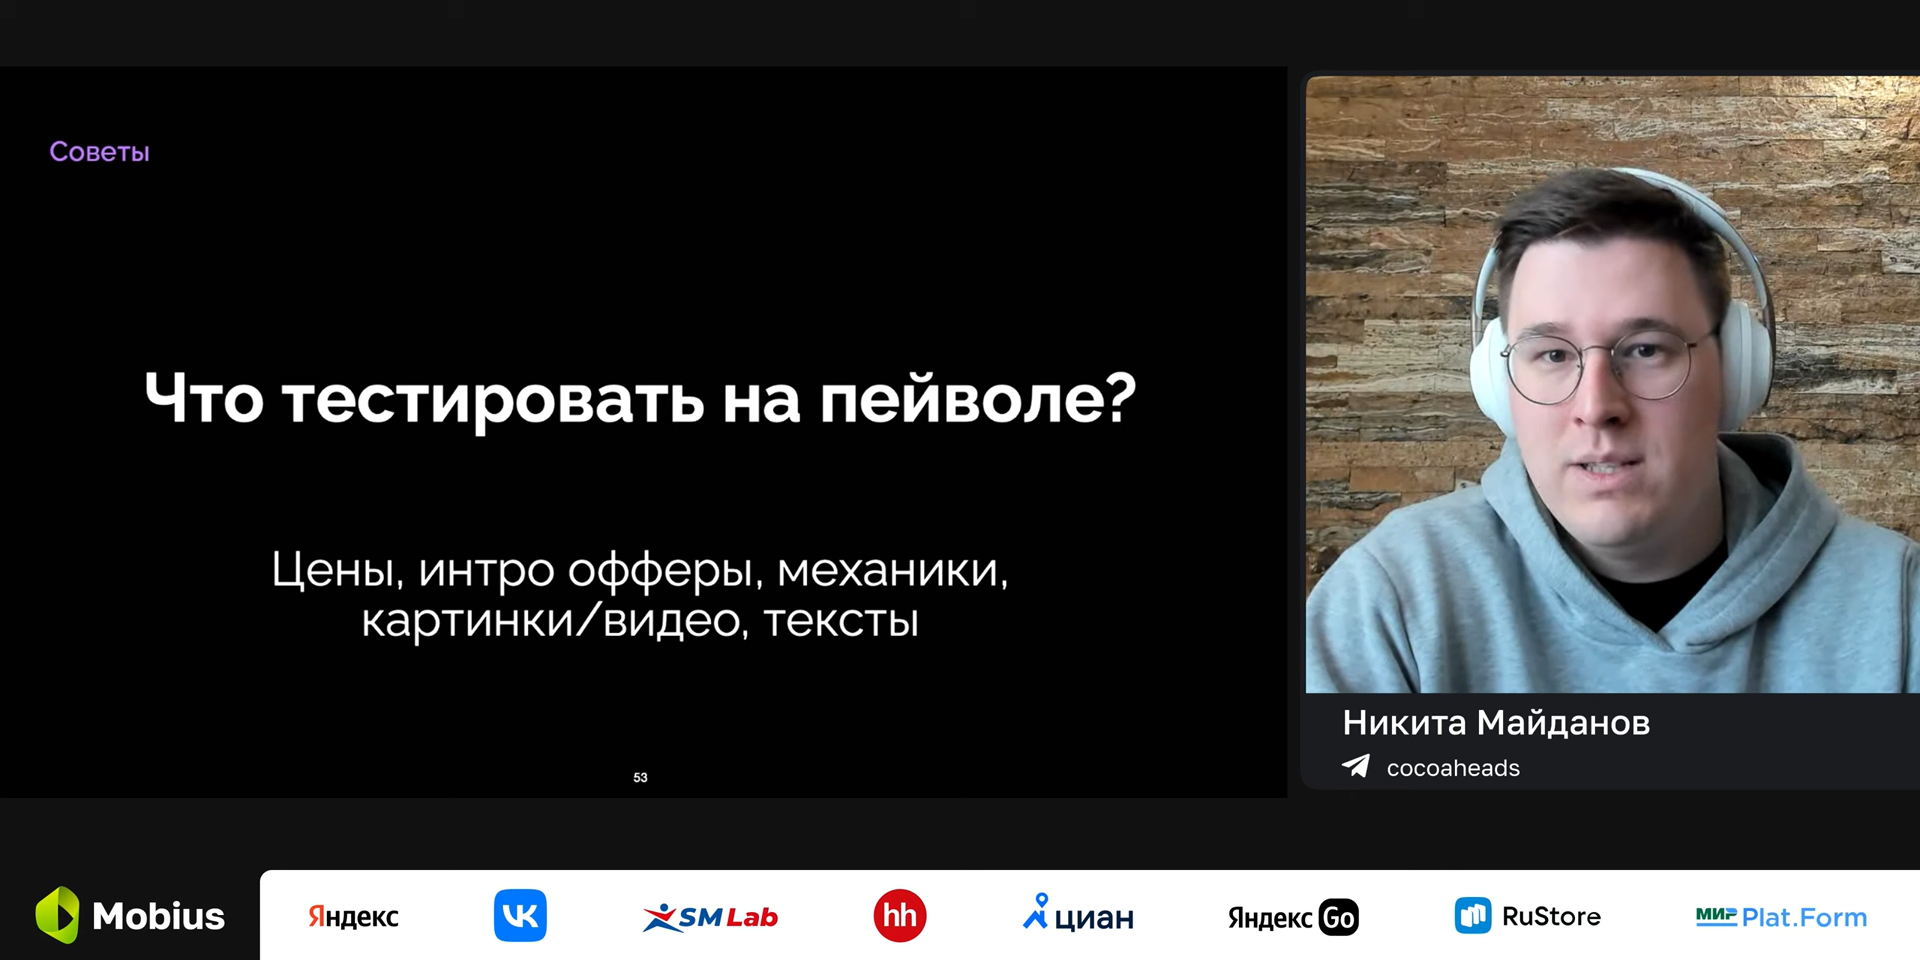 Советы
Что тестировать на пейволе?
Цены, интро офферы, механики,
картинки/видео, тексты
53
Никита Майданов
cocoaheads
Mobius
Яндекс
VK
SM Lab
hh
циан
Яндекс Go
RuStore
МИР Plat.Form